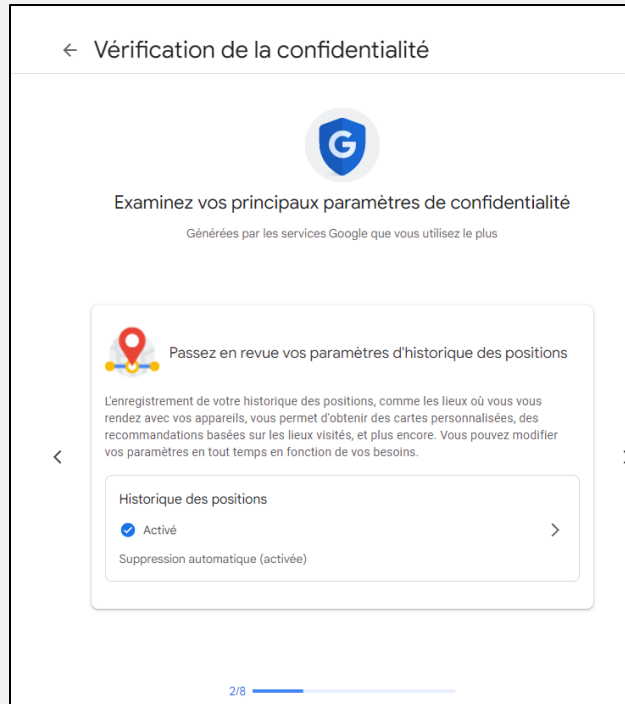 Vérification de la confidentialité
G
Examinez vos principaux paramètres de confidentialité
Générées par les services Google que vous utilisez le plus
Passez en revue vos paramètres d'historique des positions
L'enregistrement de votre historique des positions, comme les lieux où vous vous
rendez avec vos appareils, vous permet d'obtenir des cartes personnalisées, des
recommandations basées sur les lieux visités, et plus encore. Vous pouvez modifier
vos paramètres en tout temps en fonction de vos besoins.
Historique des positions
Activé
Suppression automatique (activée)
2/8